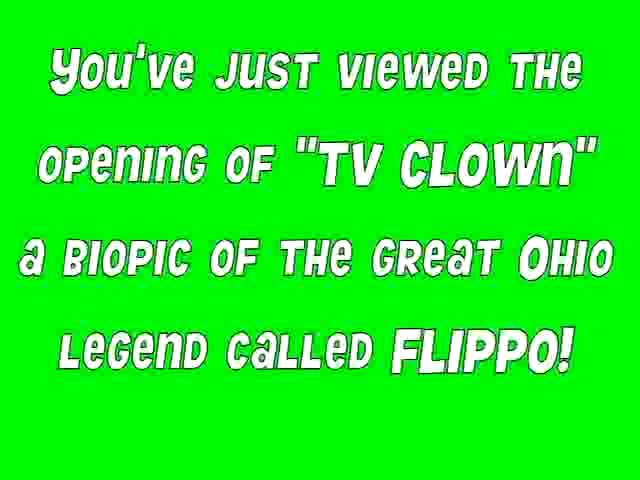 You've just viewed the
opening of "TV CLOWN"
a biopic of the great Ohio
legend called FLIPPO!